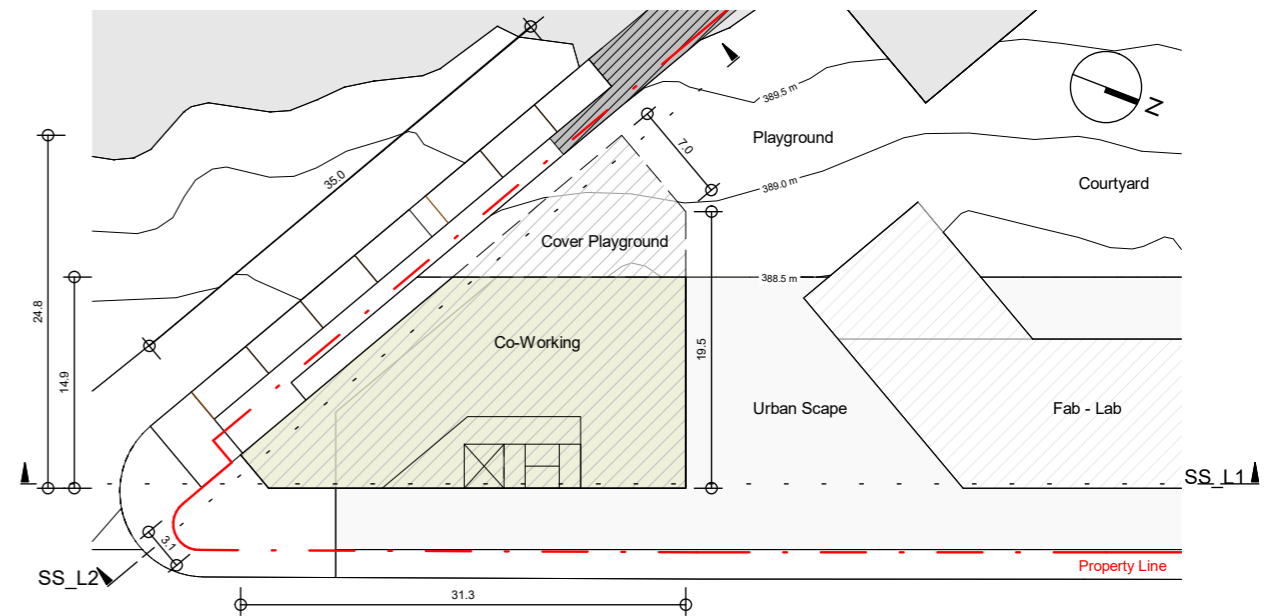 389.5 m
N
Playground
7.0
35.0
389.0 m
Courtyard
24.8
Cover Playground
388.5 m
14.9
Co-Working
19.5
Urban Scape
Fab - Lab
SS_L1
3.1
Property Line
SS_L2
31.3